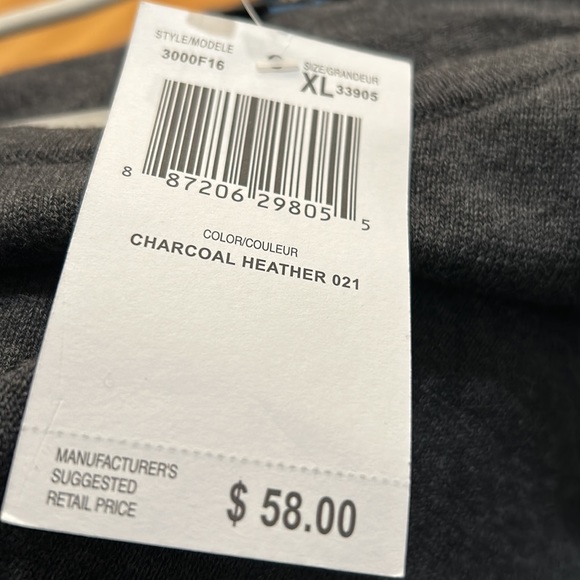 STYLE/MODELE
3000F16
SIZE/GRANDEUR
XL 33905
8 87206 29805 5
COLOR/COULEUR
CHARCOAL HEATHER 021
MANUFACTURER'S
SUGGESTED
RETAIL PRICE
$ 58.00